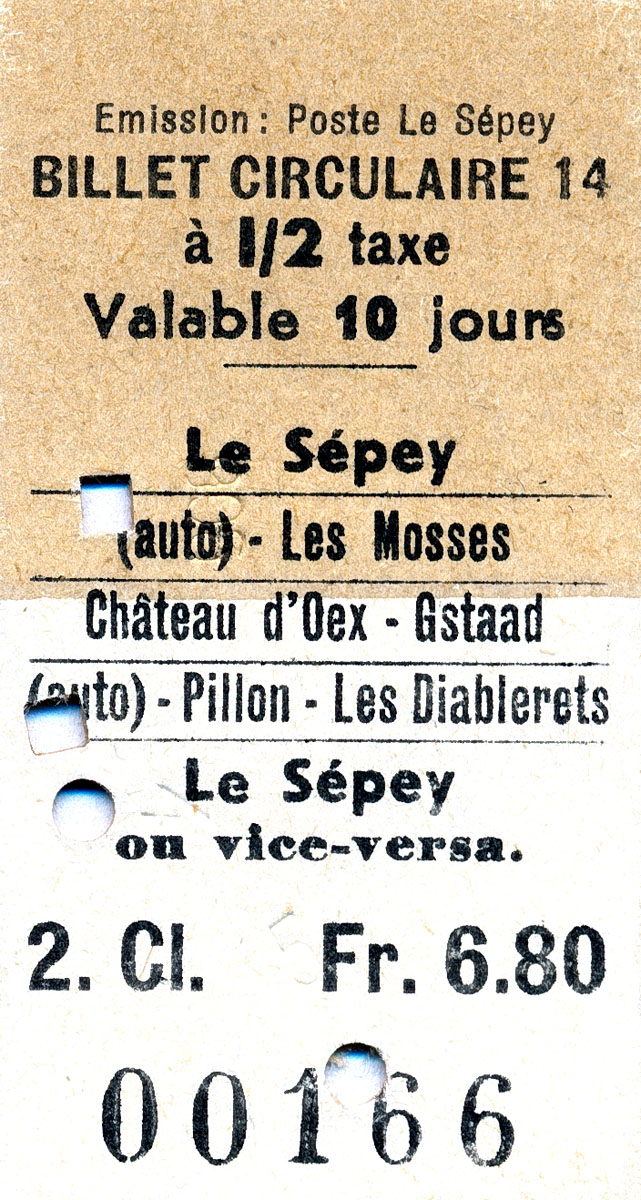 Emission: Poste Le Sépey
BILLET CIRCULAIRE 14
à 1/2 taxe
Valable 10 jours
Le Sépey
(auto) - Les Mosses
Château d'Oex - Gstaad
(auto) - Pillon - Les Diablerets
Le Sépey
ou vice-versa.
2. Cl. Fr. 6.80
00166